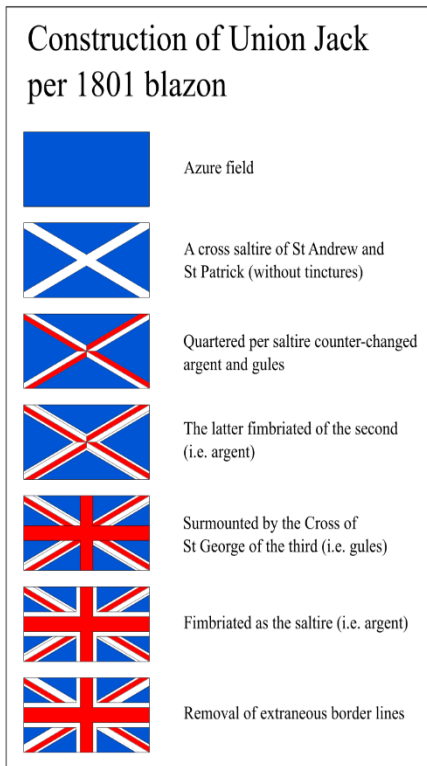 Construction of Union Jack
per 1801 blazon
Azure field
A cross saltire of St Andrew and
St Patrick (without tinctures)
Quartered per saltire counter-changed
argent and gules
The latter fimbriated of the second
(i.e. argent)
Surmounted by the Cross of
St George of the third (i.e. gules)
Fimbriated as the saltire (i.e. argent)
Removal of extraneous border lines